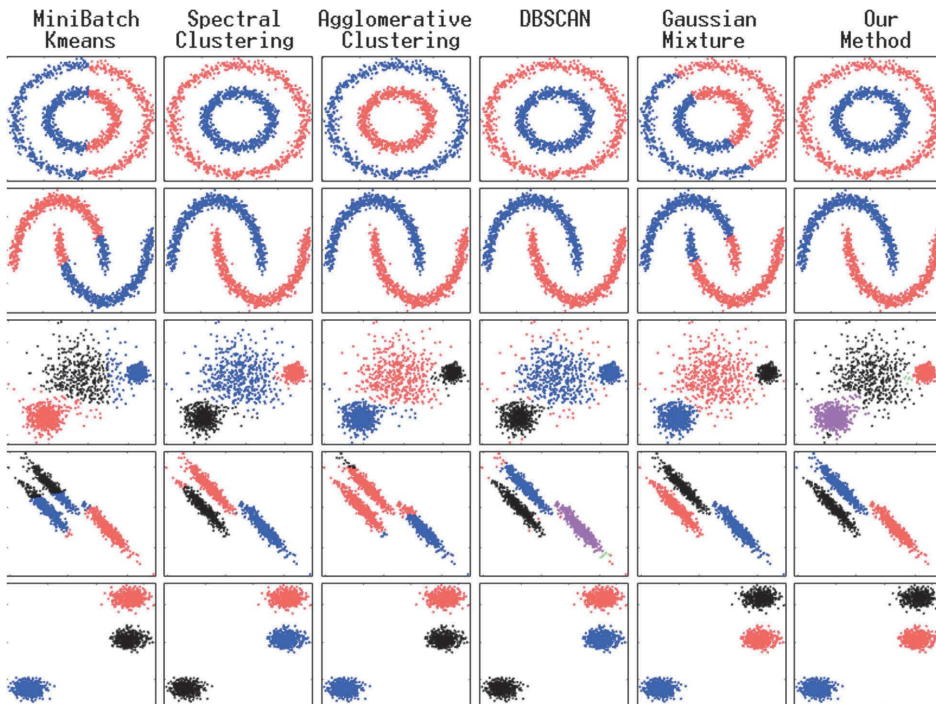 MiniBatch
Kmeans
Spectral
Clustering
Agglomerative
Clustering
DBSCAN
Gaussian
Mixture
Our
Method